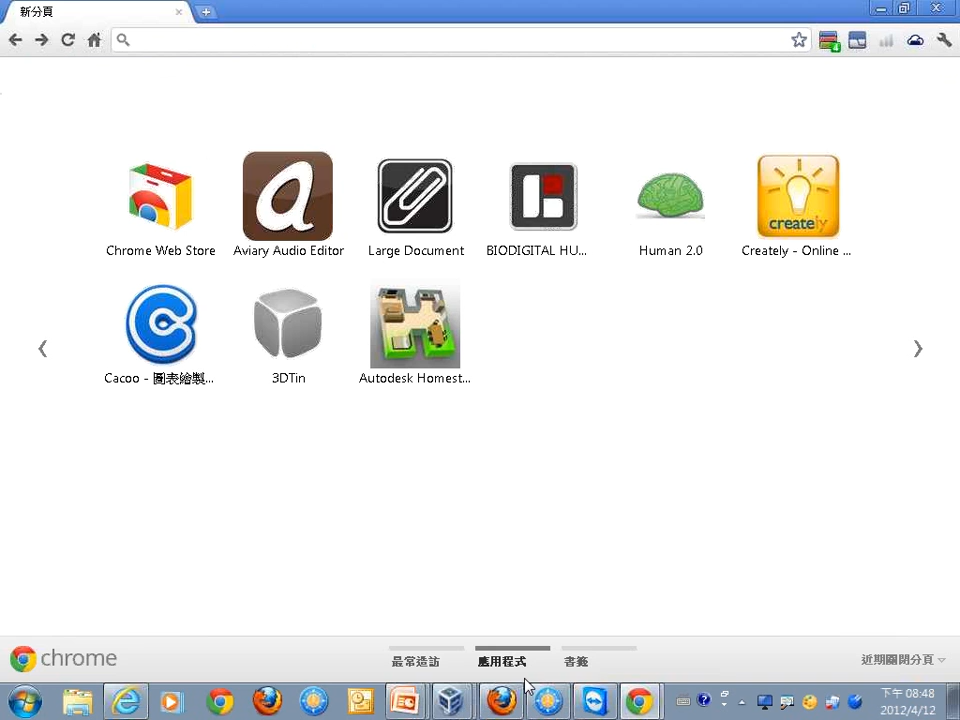 新分頁
Chrome Web Store
Aviary Audio Editor
Large Document
BIODIGITAL HU...
Human 2.0
creately
Creately - Online ...
Cacoo - 圖表繪製...
3DTin
Autodesk Homest...
chrome
最常造訪
應用程式
書籤
近期關閉分頁
下午 08:48
2012/4/12